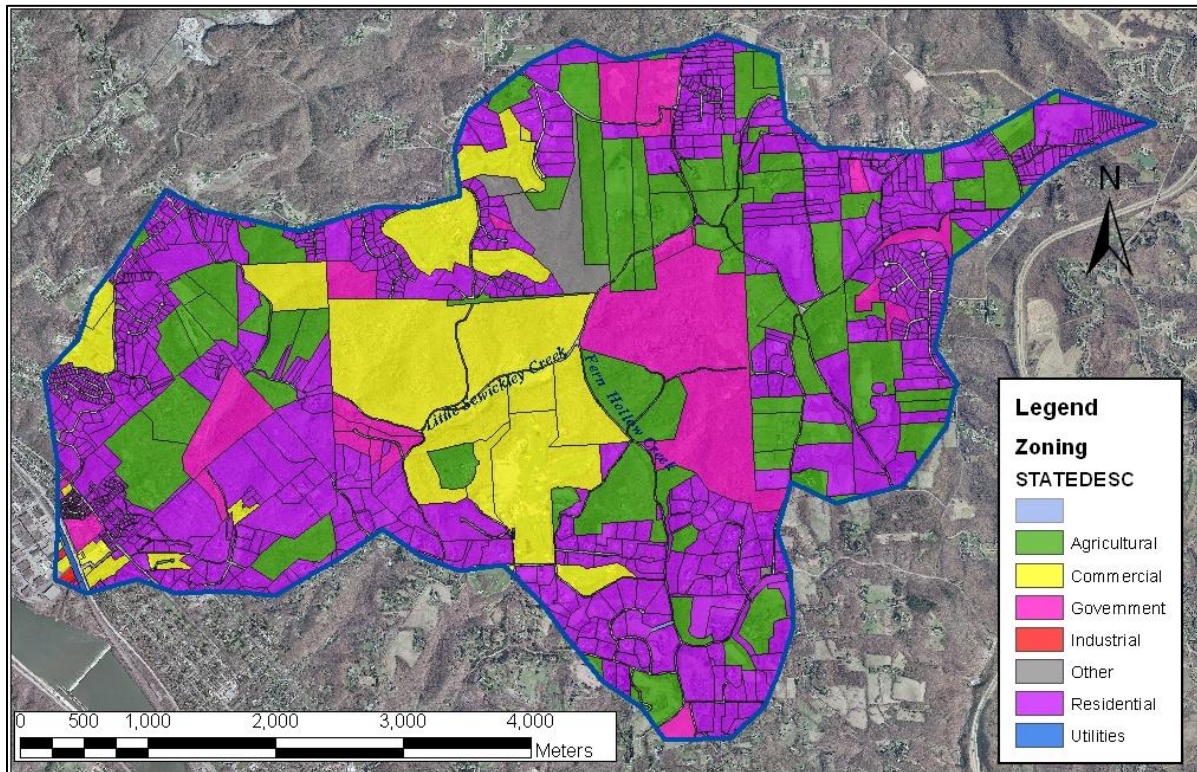 N
Little Sewickley Creek
Fern Hollow Creek
Legend
Zoning
STATEDESC
Agricultural
Commercial
Government
Industrial
Other
Residential
Utilities
0 500 1,000 2,000 3,000 4,000
Meters